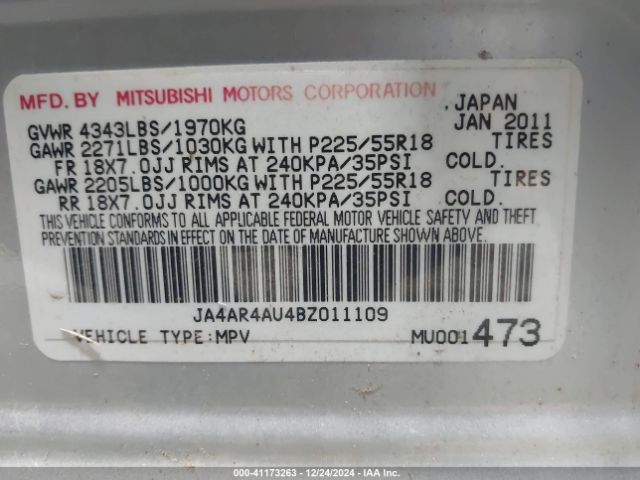 MFD. BY MITSUBISHI MOTORS CORPORATION . JAPAN
GVWR 4343LBS/1970KG JAN 2011
GAWR 2271LBS/1030KG WITH P225/55R18 TIRES
FR 18X7.0JJ RIMS AT 240KPA/35PSI COLD.
GAWR 2205LBS/1000KG WITH P225/55R18 TIRES
RR 18X7.0JJ RIMS AT 240KPA/35PSI COLD.
THIS VEHICLE CONFORMS TO ALL APPLICABLE FEDERAL MOTOR VEHICLE SAFETY AND THEFT
PREVENTION STANDARDS IN EFFECT ON THE DATE OF MANUFACTURE SHOWN ABOVE.
JA4AR4AU4BZ011109
VEHICLE TYPE:MPV MU001473
000-41173263 - 12/24/2024 - IAA Inc.